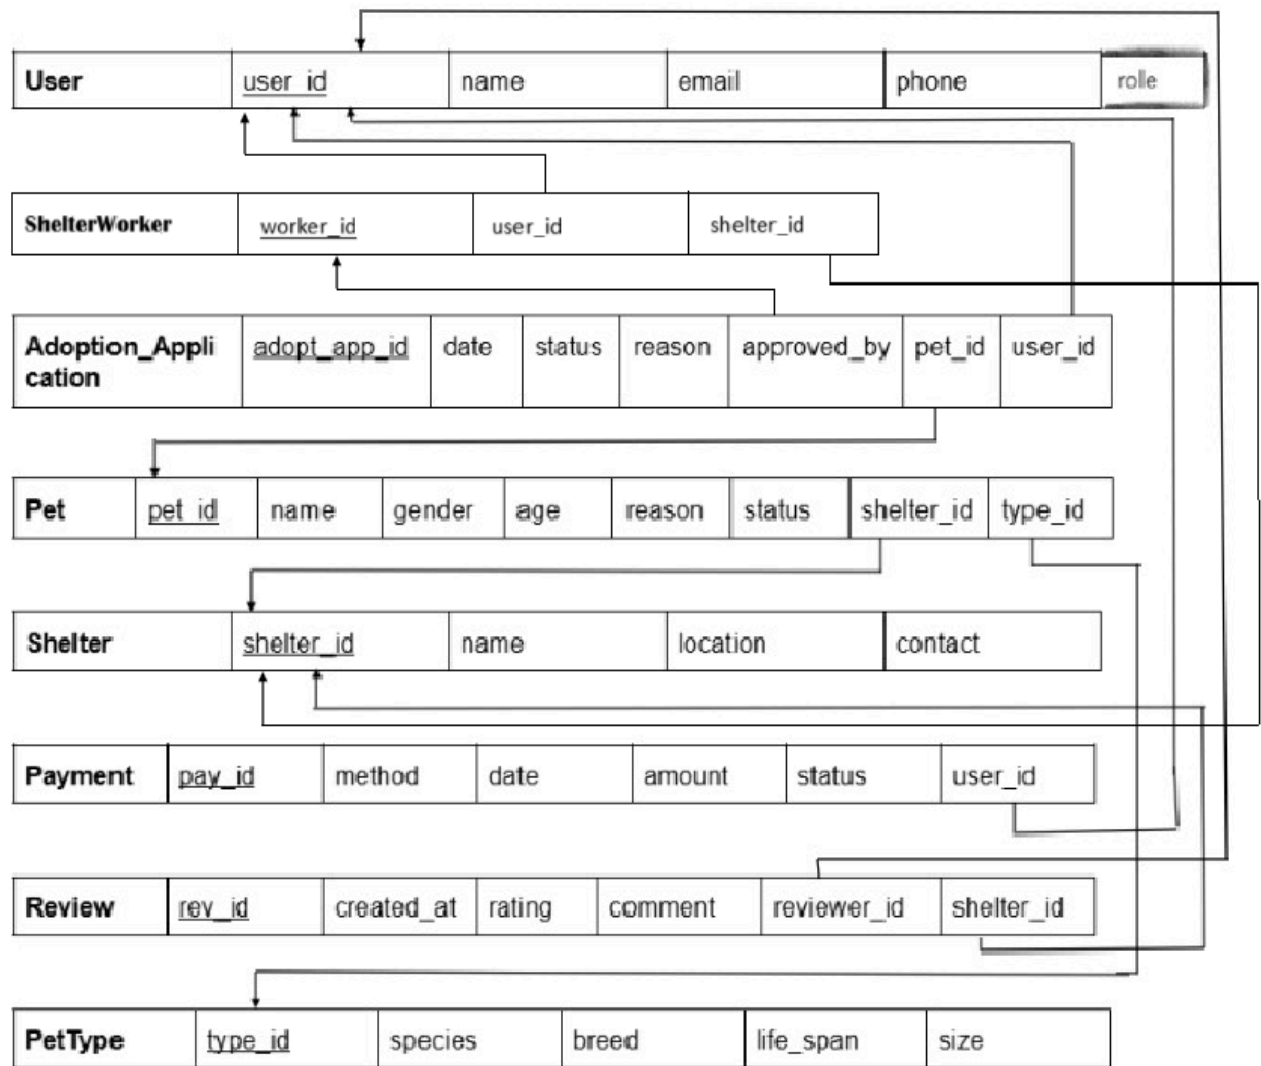 User user_id name email phone rolle
ShelterWorker worker_id user_id shelter_id
Adoption_Appli adopt_app_id date status reason approved_by pet_id user_id
cation
Pet pet_id name gender age reason status shelter_id type_id
Shelter shelter_id name location contact
Payment pay_id method date amount status user_id
Review rev_id created_at rating comment reviewer_id shelter_id
PetType type_id species breed life_span size